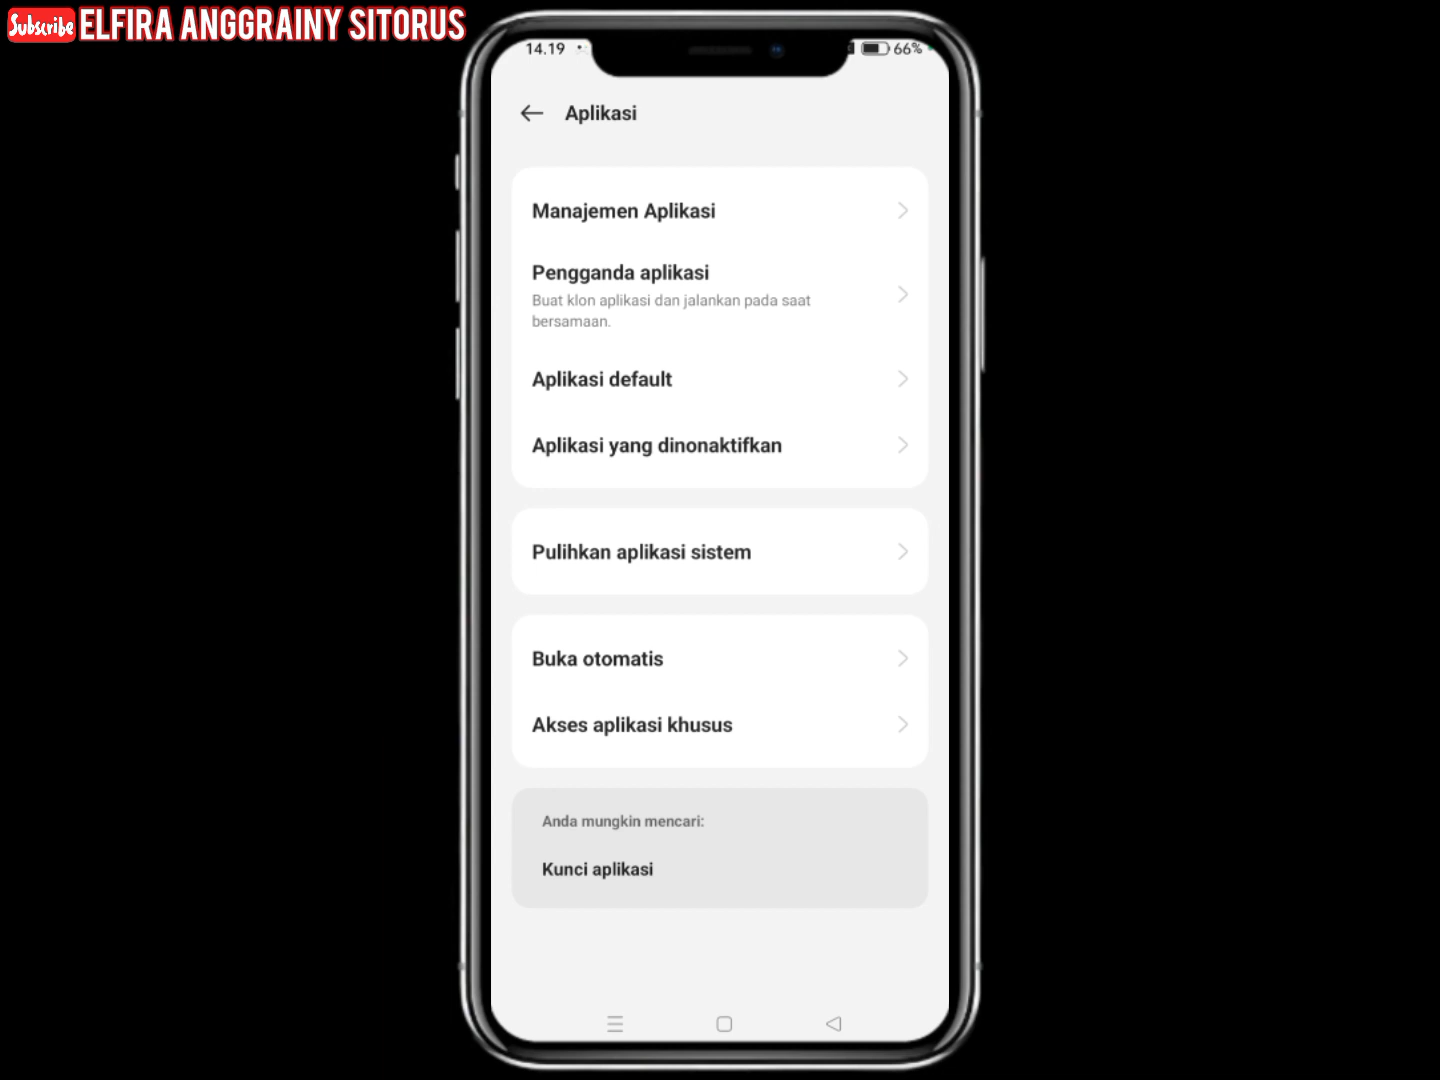 Subscribe ELFIRA ANGGRAINY SITORUS
14.19 66%
Aplikasi
Manajemen Aplikasi
Pengganda aplikasi
Buat klon aplikasi dan jalankan pada saat
bersamaan.
Aplikasi default
Aplikasi yang dinonaktifkan
Pulihkan aplikasi sistem
Buka otomatis
Akses aplikasi khusus
Anda mungkin mencari:
Kunci aplikasi